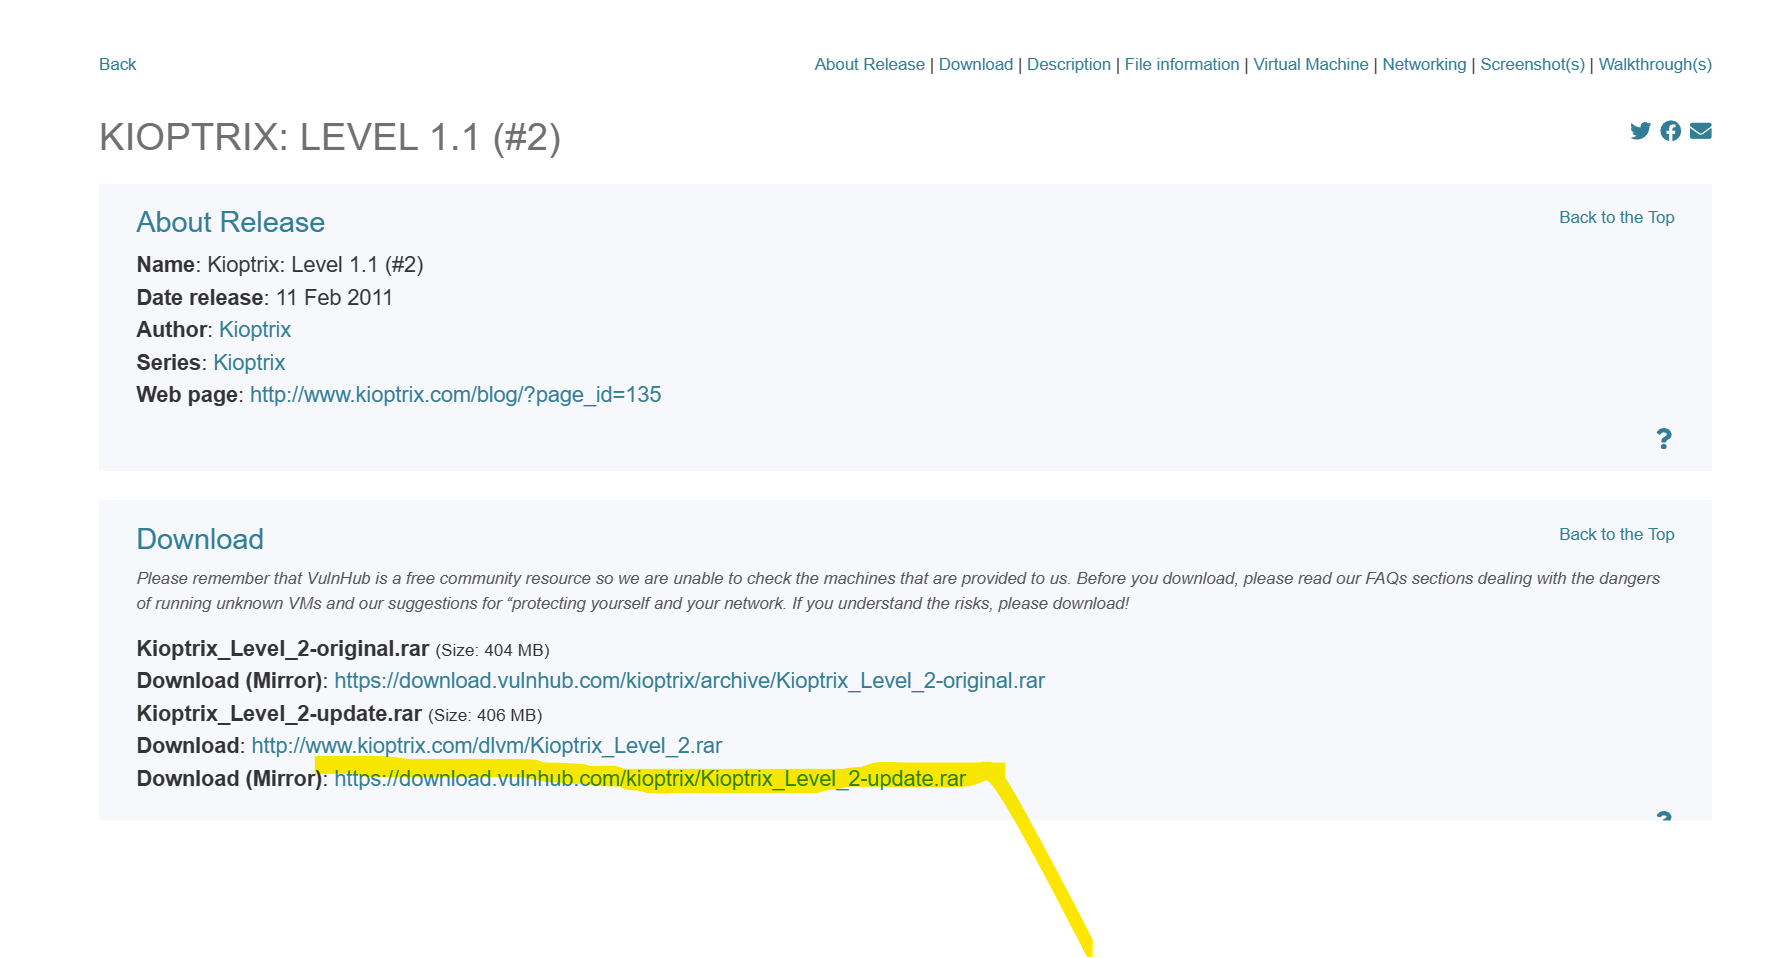 Back
About Release | Download | Description | File information | Virtual Machine | Networking | Screenshot(s) | Walkthrough(s)
KIOPTRIX: LEVEL 1.1 (#2)
About Release
Back to the Top
Name: Kioptrix: Level 1.1 (#2)
Date release: 11 Feb 2011
Author: Kioptrix
Series: Kioptrix
Web page: http://www.kioptrix.com/blog/?page_id=135
?
Download
Back to the Top
Please remember that VulnHub is a free community resource so we are unable to check the machines that are provided to us. Before you download, please read our FAQs sections dealing with the dangers
of running unknown VMs and our suggestions for “protecting yourself and your network. If you understand the risks, please download!
Kioptrix_Level_2-original.rar (Size: 404 MB)
Download (Mirror): https://download.vulnhub.com/kioptrix/archive/Kioptrix_Level_2-original.rar
Kioptrix_Level_2-update.rar (Size: 406 MB)
Download: http://www.kioptrix.com/dlvm/Kioptrix_Level_2.rar
Download (Mirror): https://download.vulnhub.com/kioptrix/Kioptrix_Level_2-update.rar
?